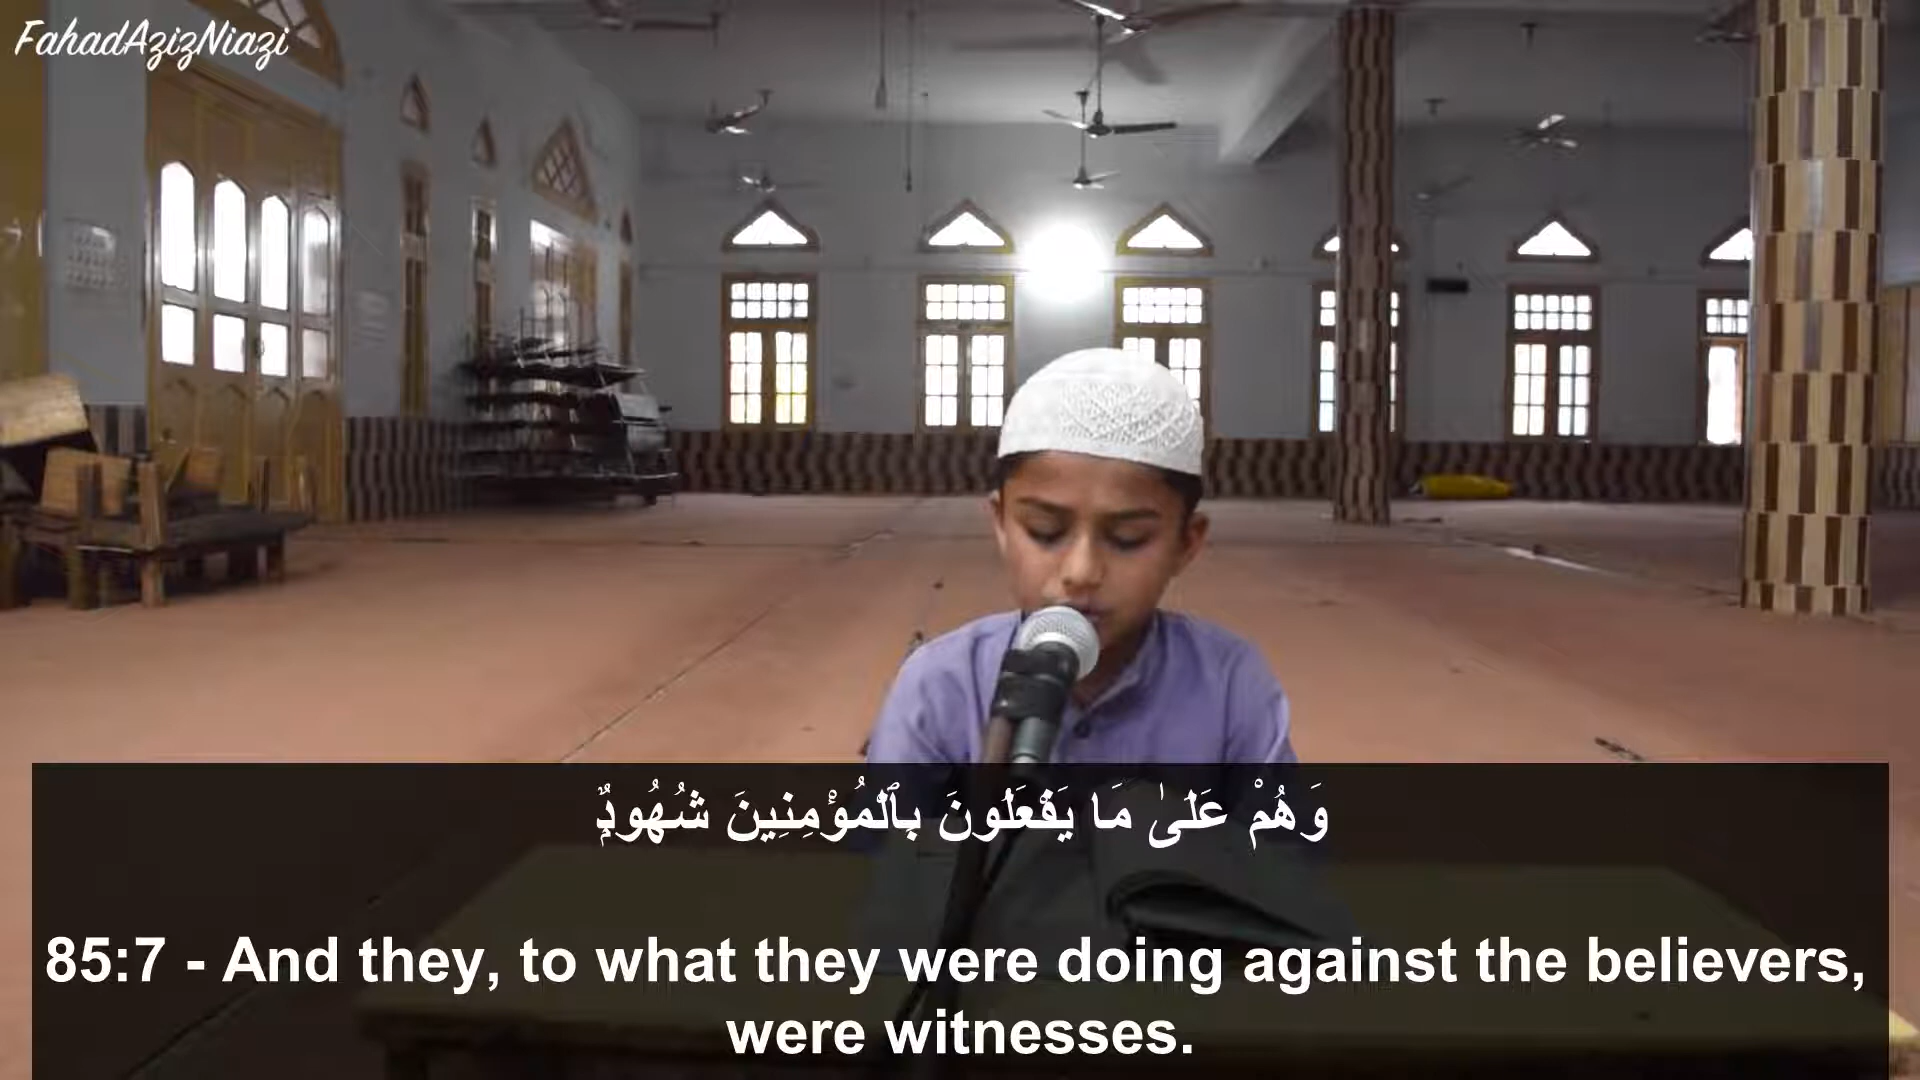 FahadAzizNiazi
وَهُمْ عَلَىٰ مَا يَفْعَلُونَ بِٱلْمُؤْمِنِينَ شُهُودٌۭ
85:7 - And they, to what they were doing against the believers,
were witnesses.